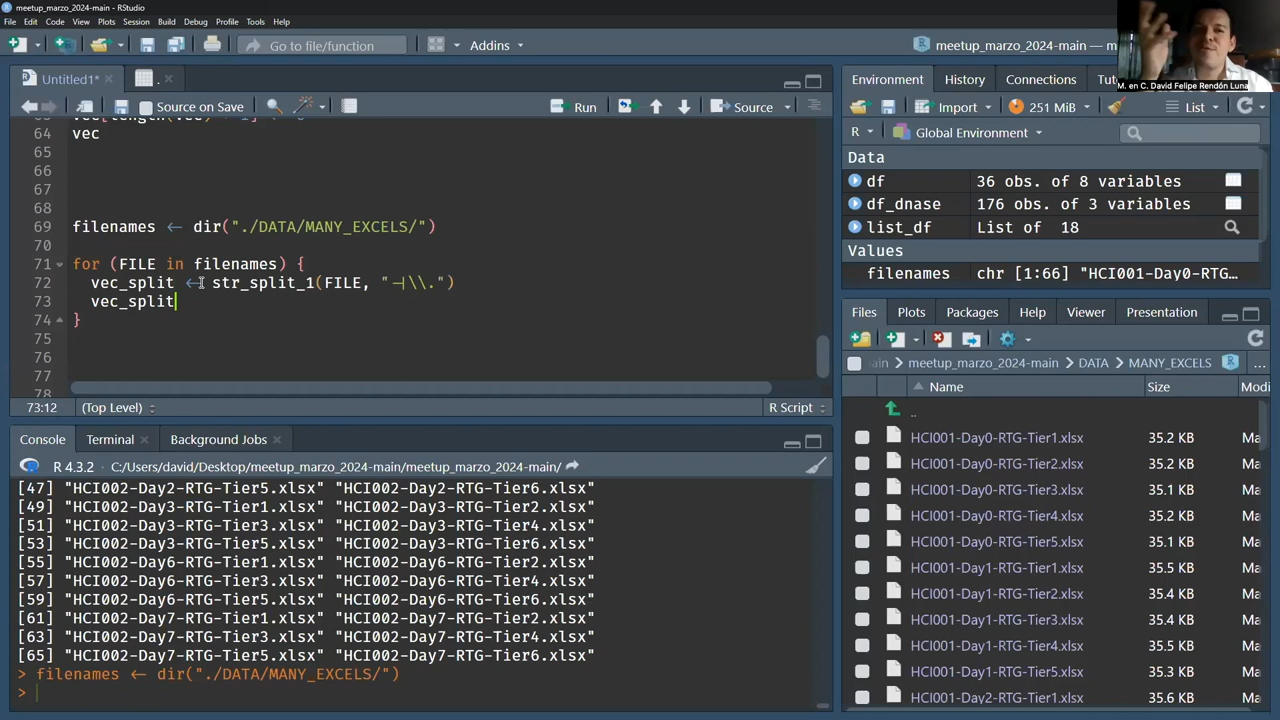 meetup_marzo_2024-main - RStudio
File Edit Code View Plots Session Build Debug Profile Tools Help
Go to file/function Addins meetup_marzo_2024-main —
M. en C. David Felipe Rendón Luna
Untitled1* .
Source on Save Run Source
64 vec
65
66
67
68
69 filenames <- dir("./DATA/MANY_EXCELS/")
70
71 for (FILE in filenames) {
72 vec_split <- str_split_1(FILE, "-|\\.")
73 vec_split
74 }
75
76
77
78
73:12 (Top Level) R Script
Console Terminal Background Jobs
R 4.3.2 · C:/Users/david/Desktop/meetup_marzo_2024-main/meetup_marzo_2024-main/
[47] "HCI002-Day2-RTG-Tier5.xlsx" "HCI002-Day2-RTG-Tier6.xlsx"
[49] "HCI002-Day3-RTG-Tier1.xlsx" "HCI002-Day3-RTG-Tier2.xlsx"
[51] "HCI002-Day3-RTG-Tier3.xlsx" "HCI002-Day3-RTG-Tier4.xlsx"
[53] "HCI002-Day3-RTG-Tier5.xlsx" "HCI002-Day3-RTG-Tier6.xlsx"
[55] "HCI002-Day6-RTG-Tier1.xlsx" "HCI002-Day6-RTG-Tier2.xlsx"
[57] "HCI002-Day6-RTG-Tier3.xlsx" "HCI002-Day6-RTG-Tier4.xlsx"
[59] "HCI002-Day6-RTG-Tier5.xlsx" "HCI002-Day6-RTG-Tier6.xlsx"
[61] "HCI002-Day7-RTG-Tier1.xlsx" "HCI002-Day7-RTG-Tier2.xlsx"
[63] "HCI002-Day7-RTG-Tier3.xlsx" "HCI002-Day7-RTG-Tier4.xlsx"
[65] "HCI002-Day7-RTG-Tier5.xlsx" "HCI002-Day7-RTG-Tier6.xlsx"
> filenames <- dir("./DATA/MANY_EXCELS/")
>
Environment History Connections Tu
Import 251 MiB List
R Global Environment
Data
df 36 obs. of 8 variables
df_dnase 176 obs. of 3 variables
list_df List of 18
Values
filenames chr [1:66] "HCI001-Day0-RTG…
Files Plots Packages Help Viewer Presentation
ain meetup_marzo_2024-main DATA MANY_EXCELS ...
Name Size Modi
..
HCI001-Day0-RTG-Tier1.xlsx 35.2 KB Ma
HCI001-Day0-RTG-Tier2.xlsx 35.2 KB Ma
HCI001-Day0-RTG-Tier3.xlsx 35.1 KB Ma
HCI001-Day0-RTG-Tier4.xlsx 35.2 KB Ma
HCI001-Day0-RTG-Tier5.xlsx 35.1 KB Ma
HCI001-Day1-RTG-Tier1.xlsx 35.2 KB Ma
HCI001-Day1-RTG-Tier2.xlsx 35.4 KB Ma
HCI001-Day1-RTG-Tier3.xlsx 35.2 KB Ma
HCI001-Day1-RTG-Tier4.xlsx 35.5 KB Ma
HCI001-Day1-RTG-Tier5.xlsx 35.3 KB Ma
HCI001-Day2-RTG-Tier1.xlsx 35.6 KB Ma